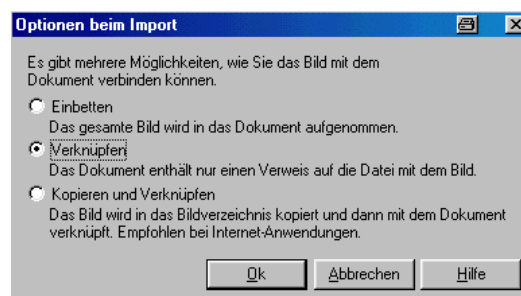 Optionen beim Import
Es gibt mehrere Möglichkeiten, wie Sie das Bild mit dem
Dokument verbinden können.
Einbetten
Das gesamte Bild wird in das Dokument aufgenommen.
Verknüpfen
Das Dokument enthält nur einen Verweis auf die Datei mit dem Bild.
Kopieren und Verknüpfen
Das Bild wird in das Bildverzeichnis kopiert und dann mit dem Dokument
verknüpft. Empfohlen bei Internet-Anwendungen.
Ok Abbrechen Hilfe